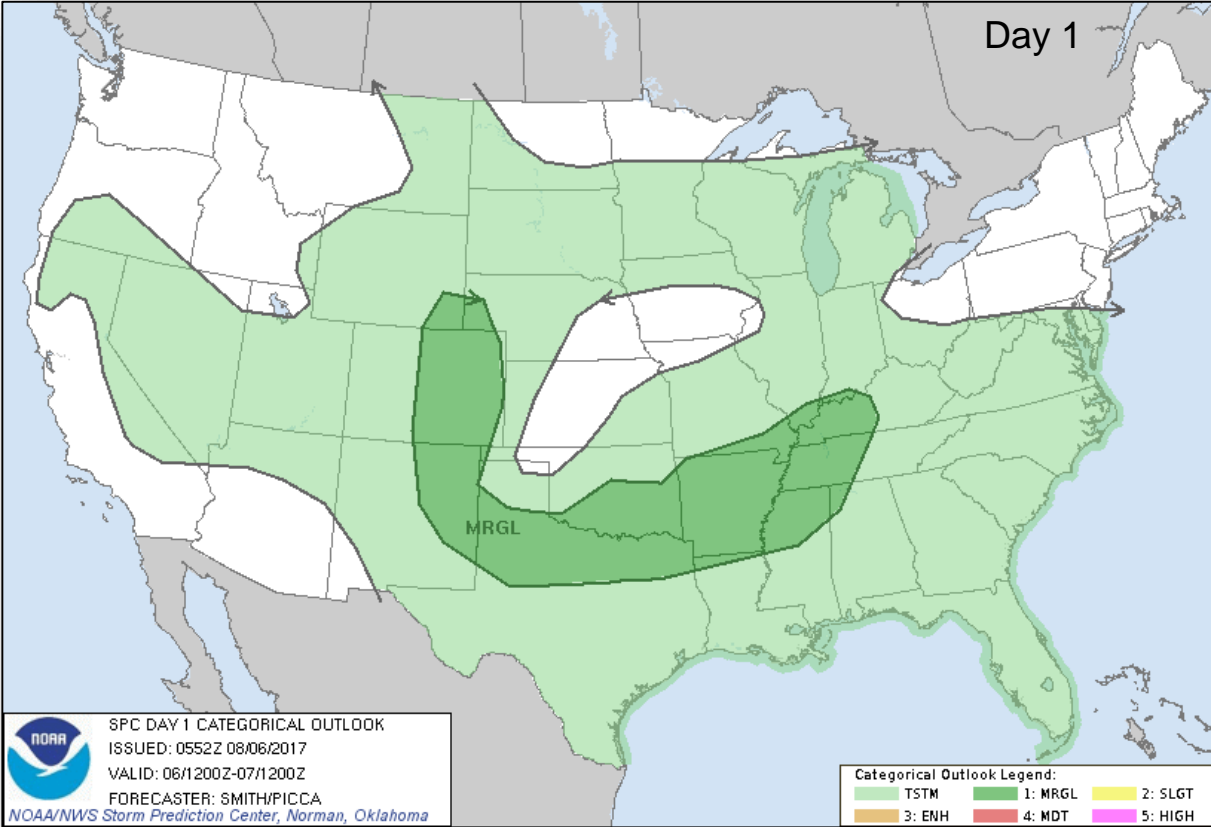 Day 1
MRGL
NOAA
SPC DAY 1 CATEGORICAL OUTLOOK
ISSUED: 0552Z 08/06/2017
VALID: 06/1200Z-07/1200Z
FORECASTER: SMITH/PICCA
NOAA/NWS Storm Prediction Center, Norman, Oklahoma
Categorical Outlook Legend:
TSTM 1: MRGL 2: SLGT
3: ENH 4: MDT 5: HIGH